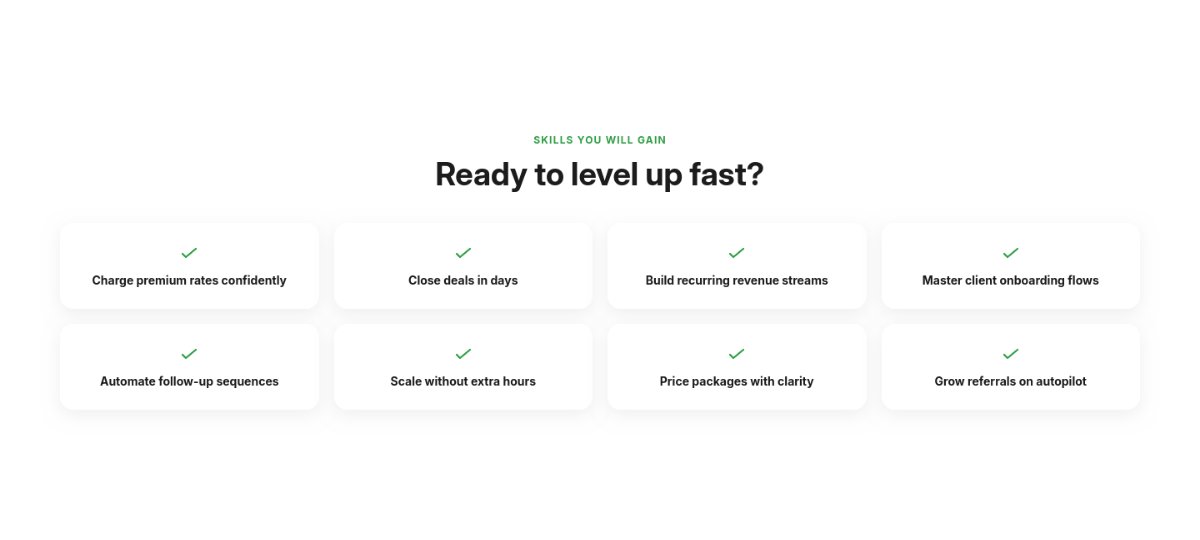 SKILLS YOU WILL GAIN
Ready to level up fast?
Charge premium rates confidently
Close deals in days
Build recurring revenue streams
Master client onboarding flows
Automate follow-up sequences
Scale without extra hours
Price packages with clarity
Grow referrals on autopilot